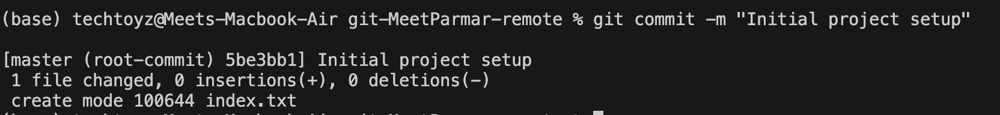 (base) techtoyz@Meets-Macbook-Air git-MeetParmar-remote % git commit -m "Initial project setup"
[master (root-commit) 5be3bb1] Initial project setup
1 file changed, 0 insertions(+), 0 deletions(-)
create mode 100644 index.txt